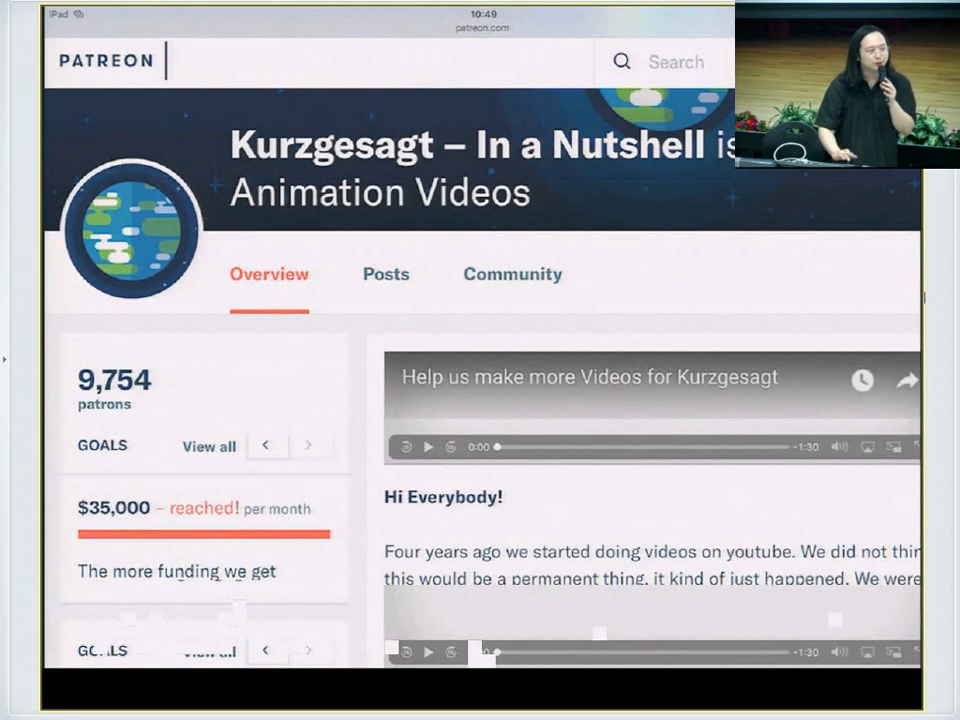 iPad
10:49
patreon.com
PATREON
Search
Kurzgesagt – In a Nutshell is
Animation Videos
Overview
Posts
Community
9,754
patrons
GOALS
View all
$35,000 – reached! per month
The more funding we get
Help us make more Videos for Kurzgesagt
0:00
-1:30
Hi Everybody!
Four years ago we started doing videos on youtube. We did not thin
this would be a permanent thing, it kind of just happened. We were
-1:30